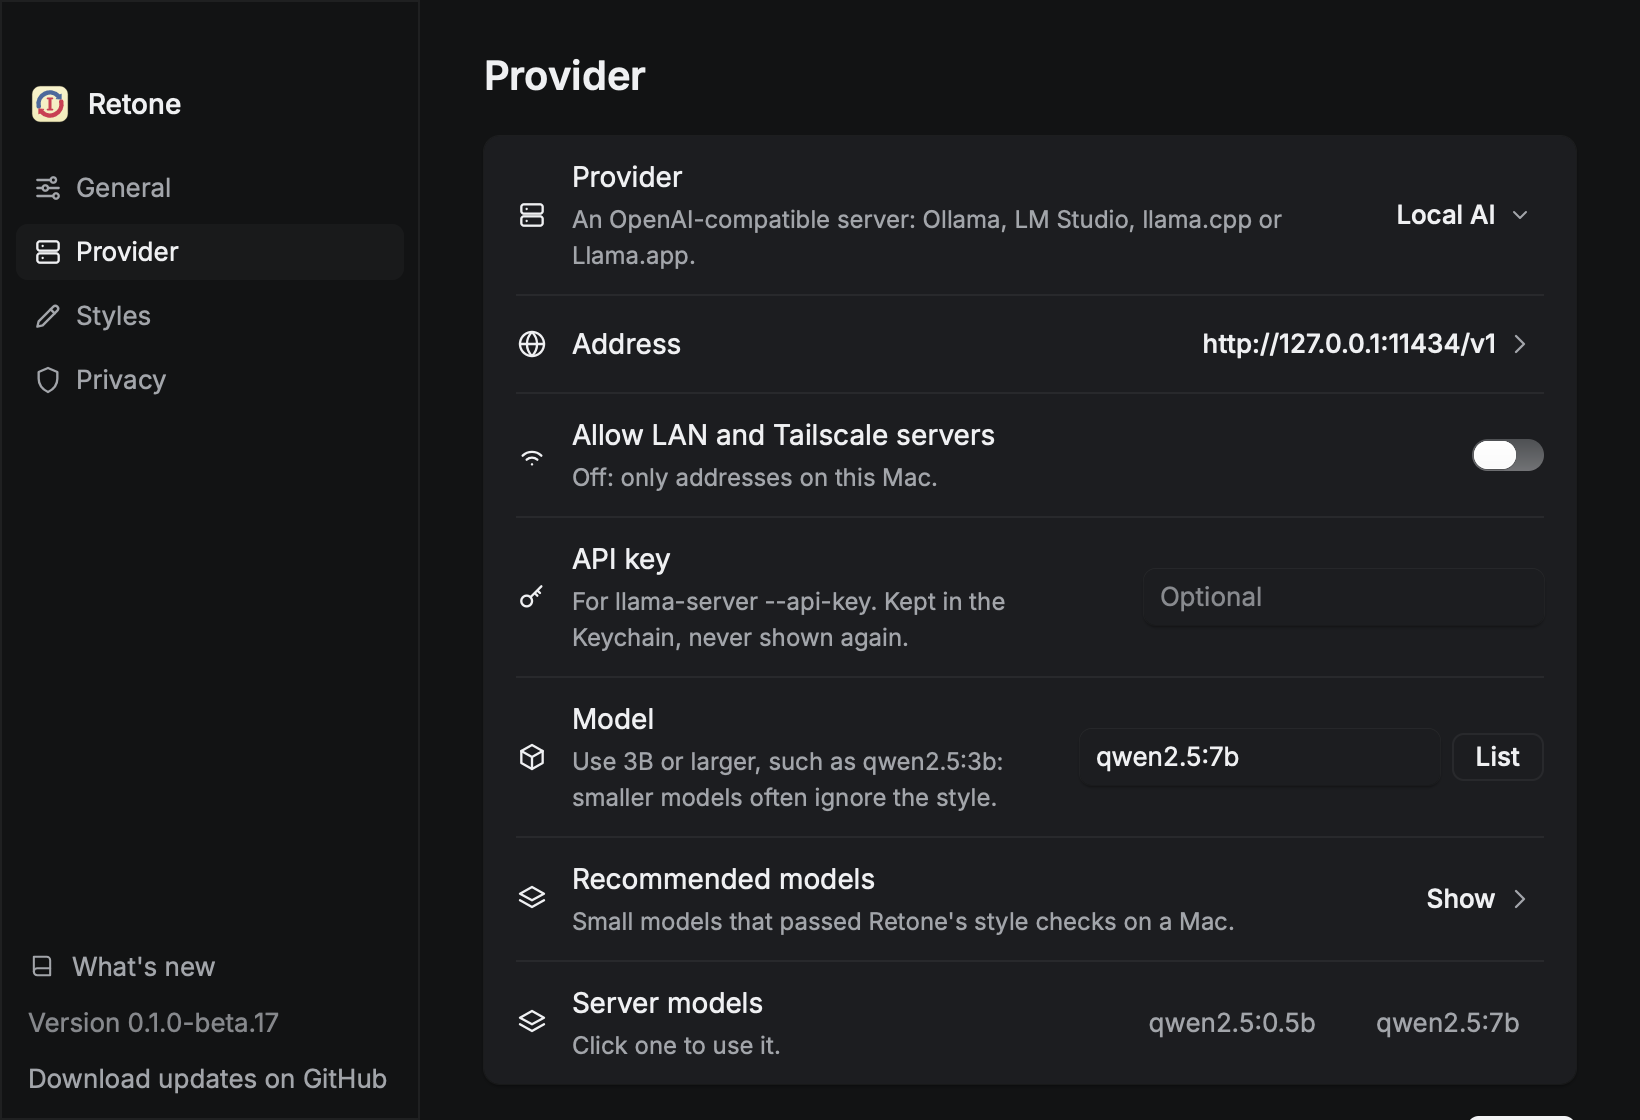 Retone
General
Provider
Styles
Privacy
What's new
Version 0.1.0-beta.17
Download updates on GitHub
Provider
Provider
An OpenAI-compatible server: Ollama, LM Studio, llama.cpp or
Llama.app.
Local AI
Address
http://127.0.0.1:11434/v1
Allow LAN and Tailscale servers
Off: only addresses on this Mac.
API key
For llama-server --api-key. Kept in the
Keychain, never shown again.
Optional
Model
Use 3B or larger, such as qwen2.5:3b:
smaller models often ignore the style.
qwen2.5:7b
List
Recommended models
Small models that passed Retone's style checks on a Mac.
Show
Server models
Click one to use it.
qwen2.5:0.5b qwen2.5:7b